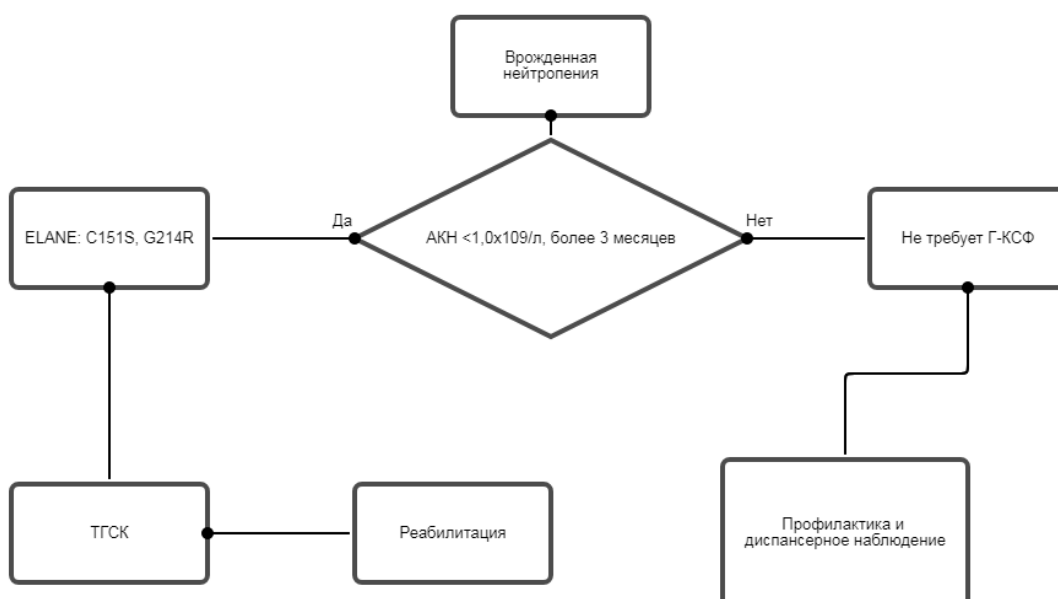 Врожденная
нейтропения
Да
Нет
ELANE: C151S, G214R
АКН <1,0х109/л, более 3 месяцев
Не требует Г-КСФ
ТГСК
Реабилитация
Профилактика и
диспансерное наблюдение